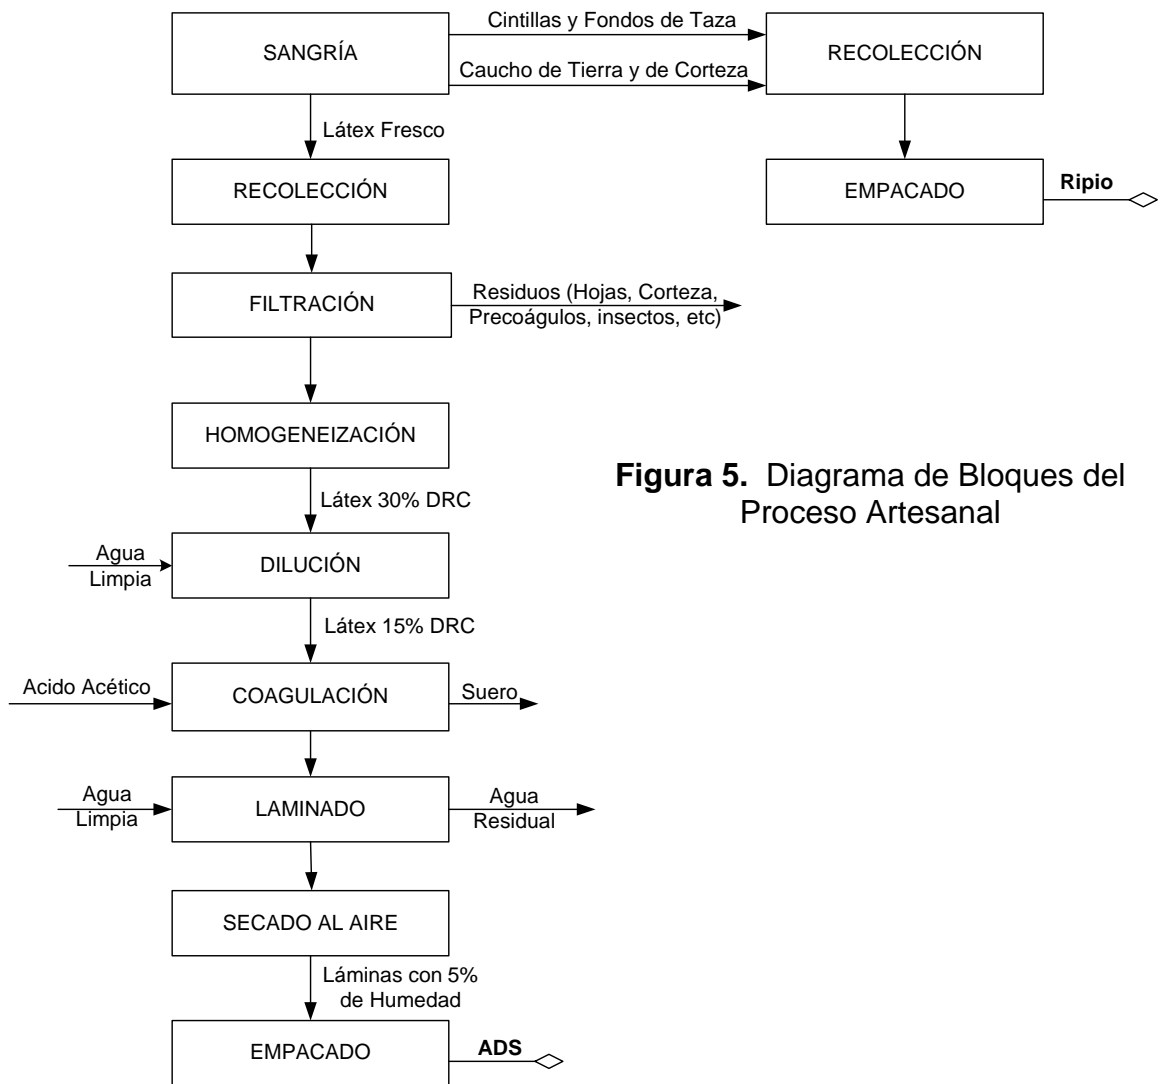 Cintillas y Fondos de Taza
SANGRÍA
RECOLECCIÓN
Caucho de Tierra y de Corteza
Látex Fresco
RECOLECCIÓN
EMPACADO
Ripio
FILTRACIÓN
Residuos (Hojas, Corteza,
Precoágulos, insectos, etc)
HOMOGENEIZACIÓN
Figura 5. Diagrama de Bloques del
Proceso Artesanal
Látex 30% DRC
Agua
Limpia
DILUCIÓN
Látex 15% DRC
Acido Acético
COAGULACIÓN
Suero
Agua
Limpia
LAMINADO
Agua
Residual
SECADO AL AIRE
Láminas con 5%
de Humedad
EMPACADO
ADS